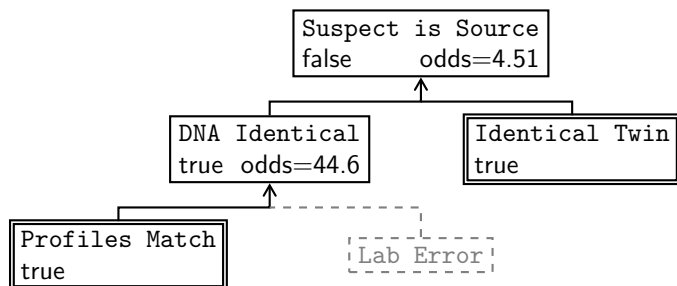 Suspect is Source
false odds=4.51
DNA Identical
true odds=44.6
Identical Twin
true
Profiles Match
true
Lab Error